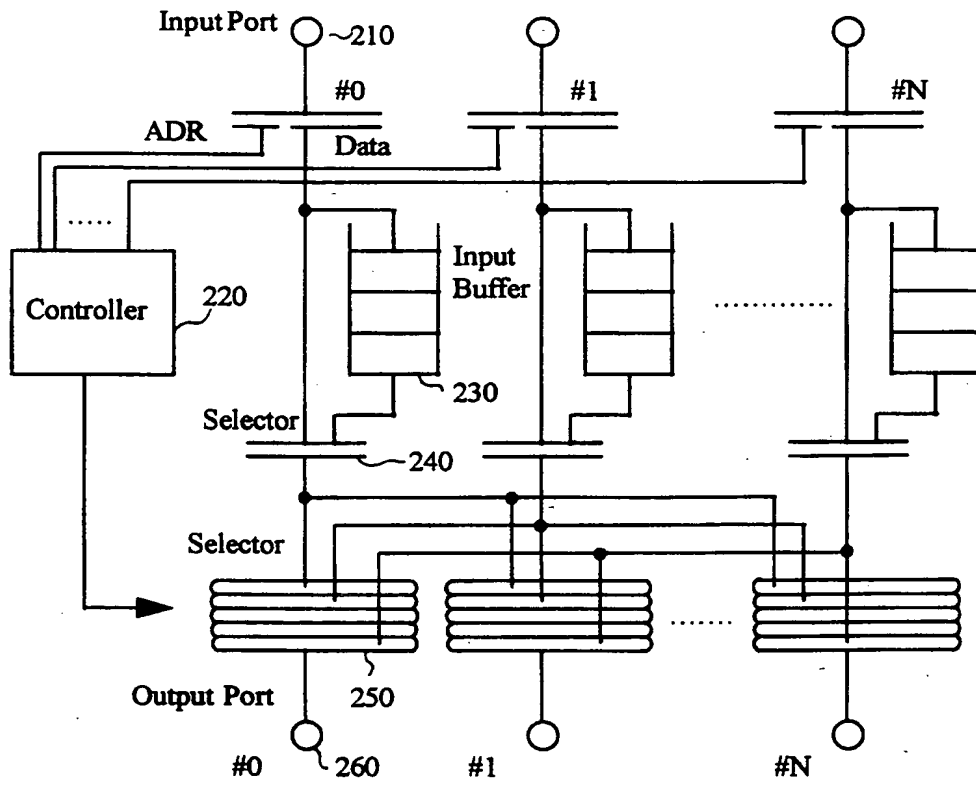 Input Port
210
#0
#1
#N
ADR
Data
.....
Controller
220
Input
Buffer
..............
230
Selector
240
Selector
.......
250
Output Port
#0
260
#1
#N